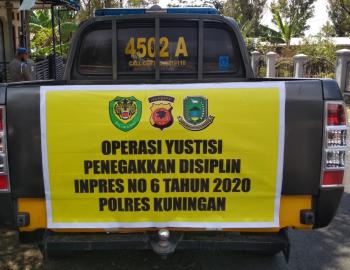 4502 A
OPERASI YUSTISI
PENEGAKKAN DISIPLIN
INPRES NO 6 TAHUN 2020
POLRES KUNINGAN